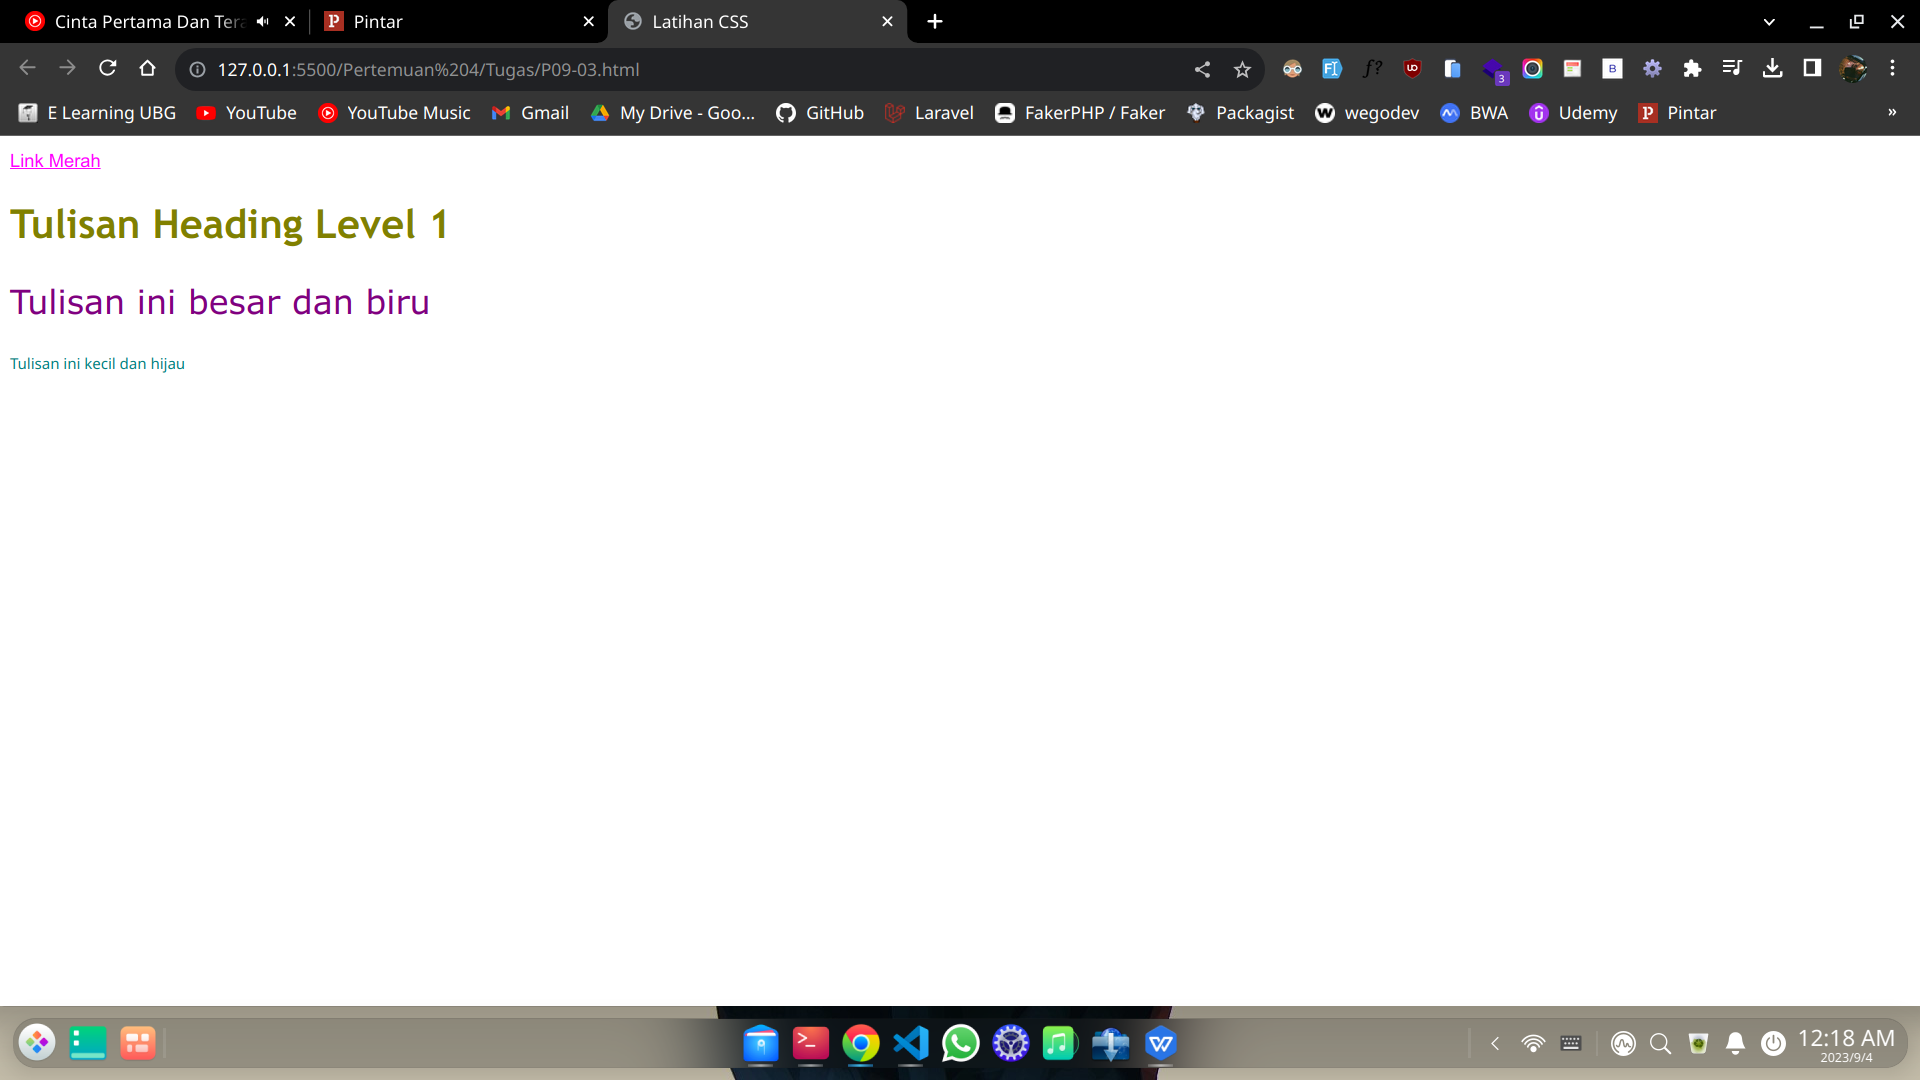 Cinta Pertama Dan Tera
Pintar
Latihan CSS
127.0.0.1:5500/Pertemuan%204/Tugas/P09-03.html
3
E Learning UBG
YouTube
YouTube Music
Gmail
My Drive - Goo...
GitHub
Laravel
FakerPHP / Faker
Packagist
wegodev
BWA
Udemy
Pintar
»
Link Merah
Tulisan Heading Level 1
Tulisan ini besar dan biru
Tulisan ini kecil dan hijau
12:18 AM
2023/9/4